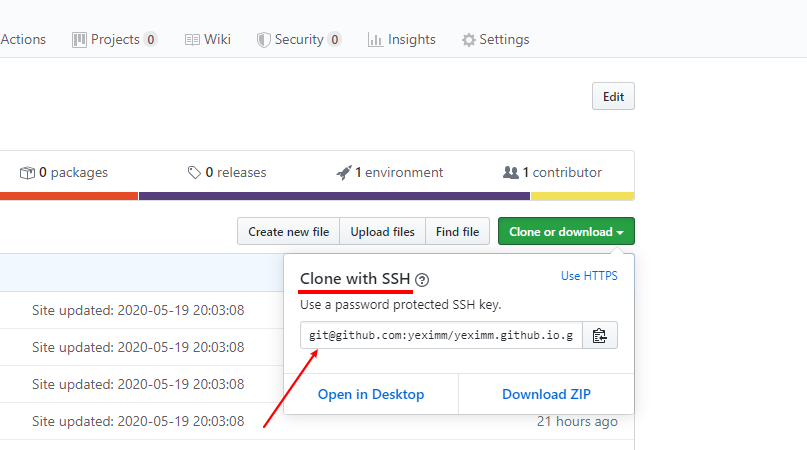 Actions Projects 0 Wiki Security 0 Insights Settings
Edit
0 packages 0 releases 1 environment 1 contributor
Create new file Upload files Find file Clone or download
Clone with SSH ? Use HTTPS
Use a password protected SSH key.
Site updated: 2020-05-19 20:03:08
git@github.com:yeximm/yeximm.github.io.g
Site updated: 2020-05-19 20:03:08
Site updated: 2020-05-19 20:03:08
Open in Desktop Download ZIP
Site updated: 2020-05-19 20:03:08 21 hours ago